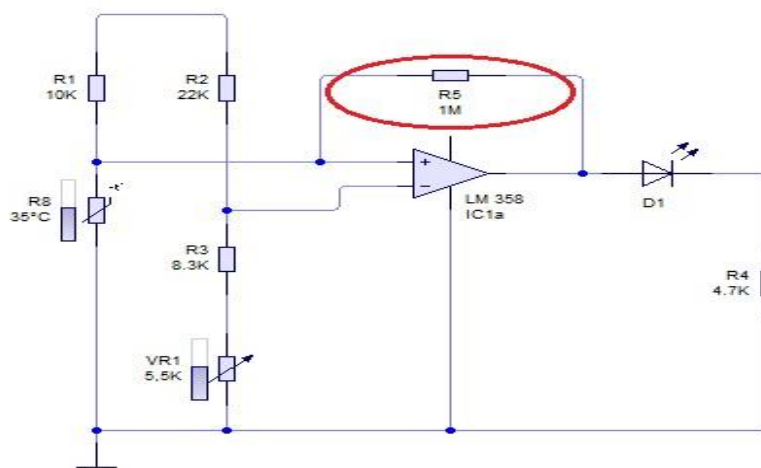 R1
10K
R2
22K
R5
1M
R8
35°C
-t°
+
−
LM 358
IC1a
D1
R3
8.3K
R4
4.7K
VR1
5,5K